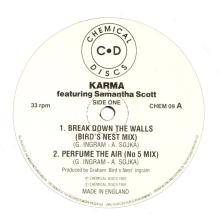 CHEMICAL
C•D
DISCS
KARMA
featuring Samantha Scott
SIDE ONE
33 rpm
CHEM 09 A
1. BREAK DOWN THE WALLS
(BIRD'S NEST MIX)
(G. INGRAM - A. SOJKA)
2. PERFUME THE AIR (No 5 MIX)
(G. INGRAM - A. SOJKA)
Produced by Graham 'Bird's Nest' Ingram
MADE IN ENGLAND